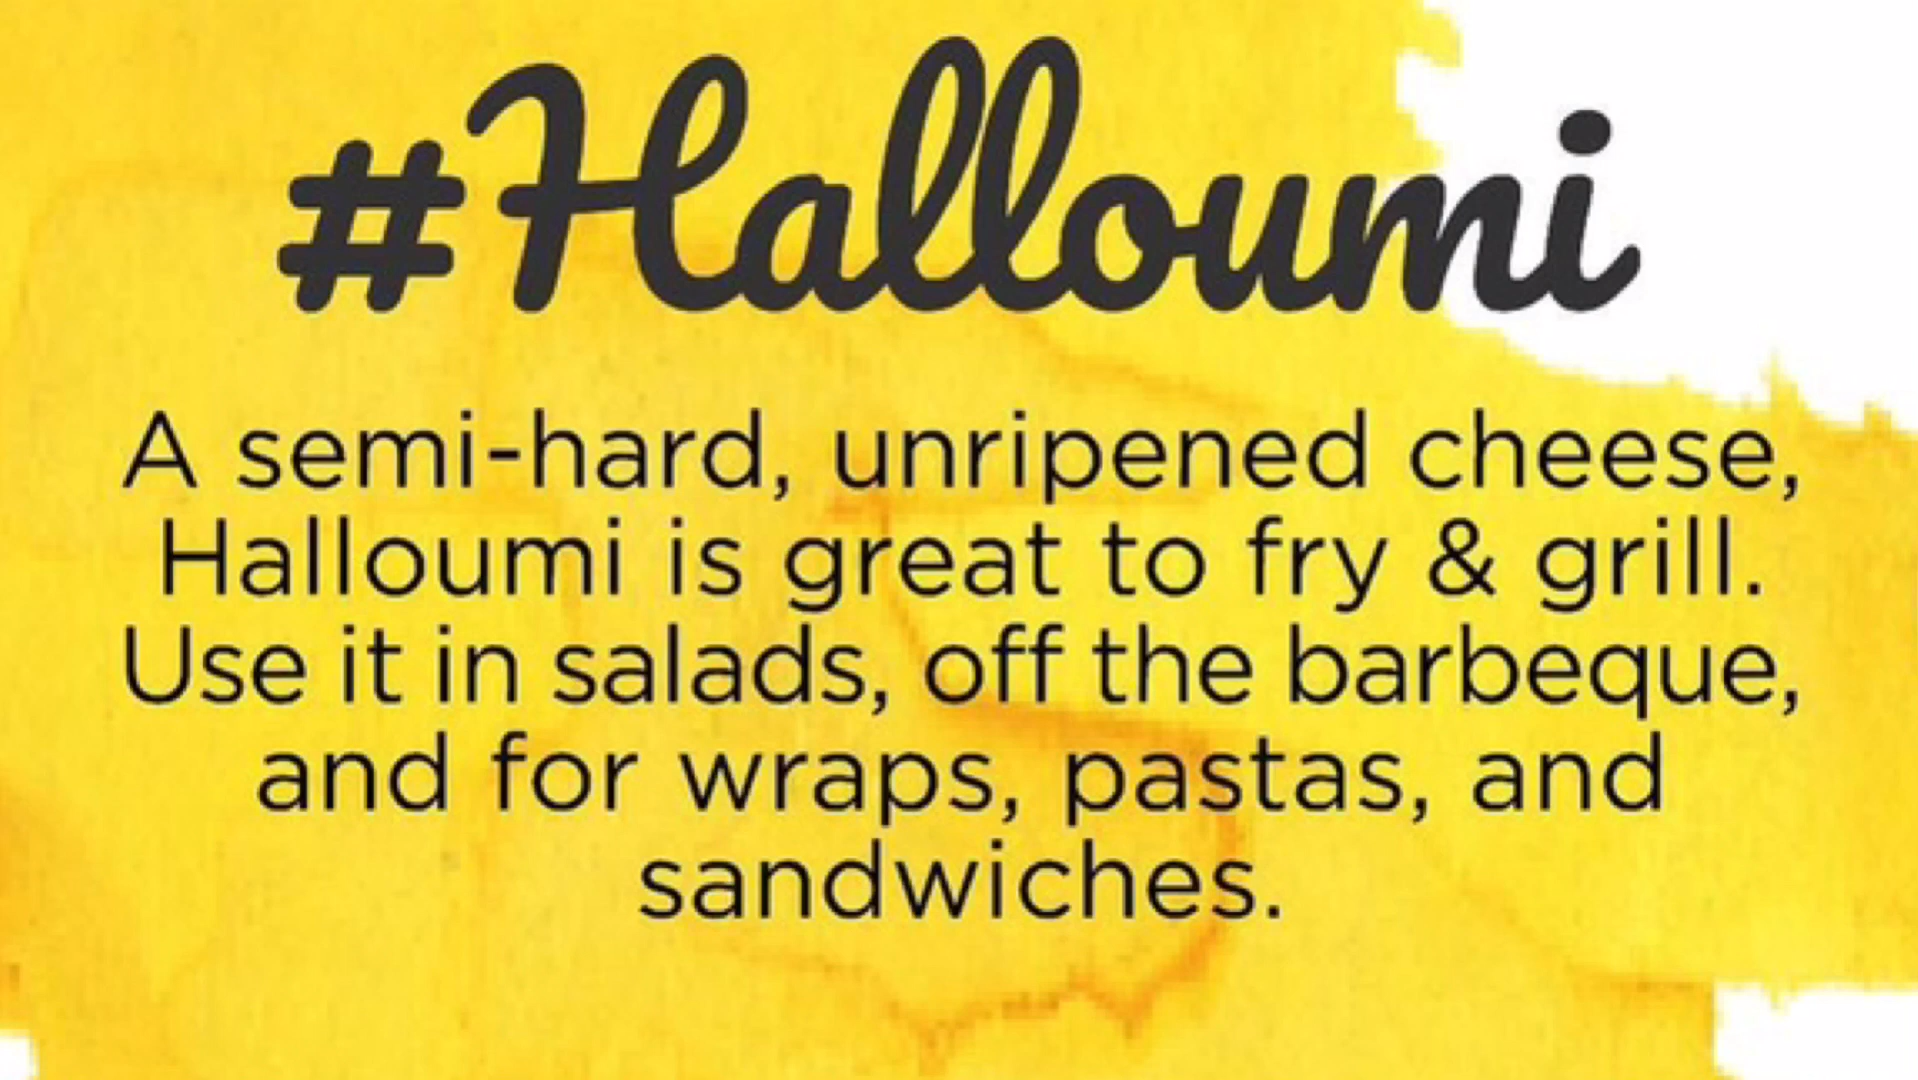 #Halloumi
A semi-hard, unripened cheese,
Halloumi is great to fry & grill.
Use it in salads, off the barbeque,
and for wraps, pastas, and
sandwiches.